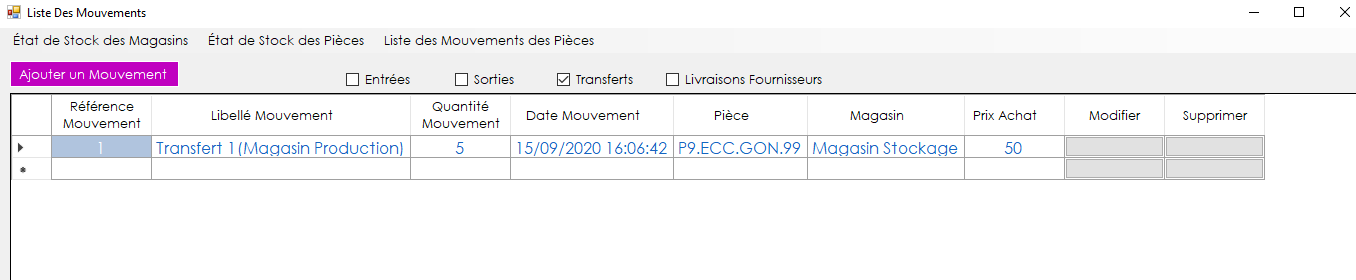 Liste Des Mouvements
État de Stock des Magasins État de Stock des Pièces Liste des Mouvements des Pièces
Ajouter un Mouvement Entrées Sorties Transferts Livraisons Fournisseurs
Référence Mouvement Libellé Mouvement Quantité Mouvement Date Mouvement Pièce Magasin Prix Achat Modifier Supprimer
1 Transfert 1 (Magasin Production) 5 15/09/2020 16:06:42 P9.ECC.GON.99 Magasin Stockage 50